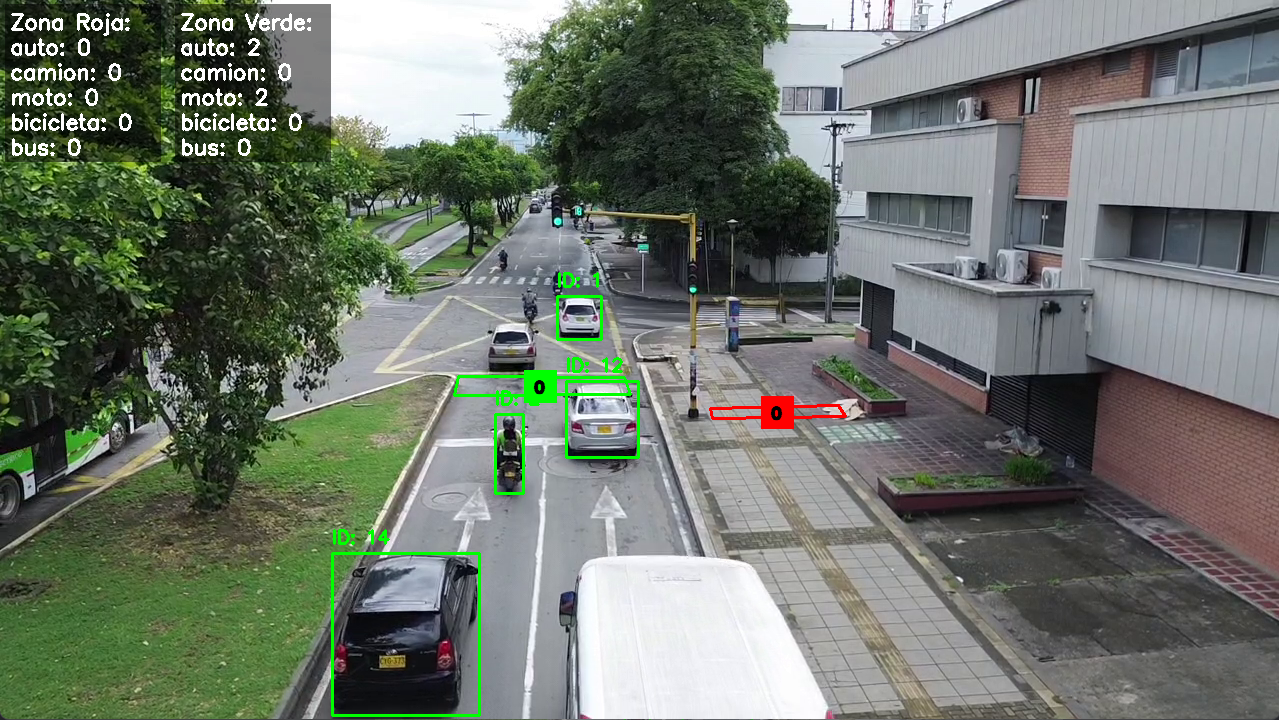 Zona Roja:
auto: 0
camion: 0
moto: 0
bicicleta: 0
bus: 0
Zona Verde:
auto: 2
camion: 0
moto: 2
bicicleta: 0
bus: 0
ID: 1
ID: 12
0
ID:
0
ID: 14